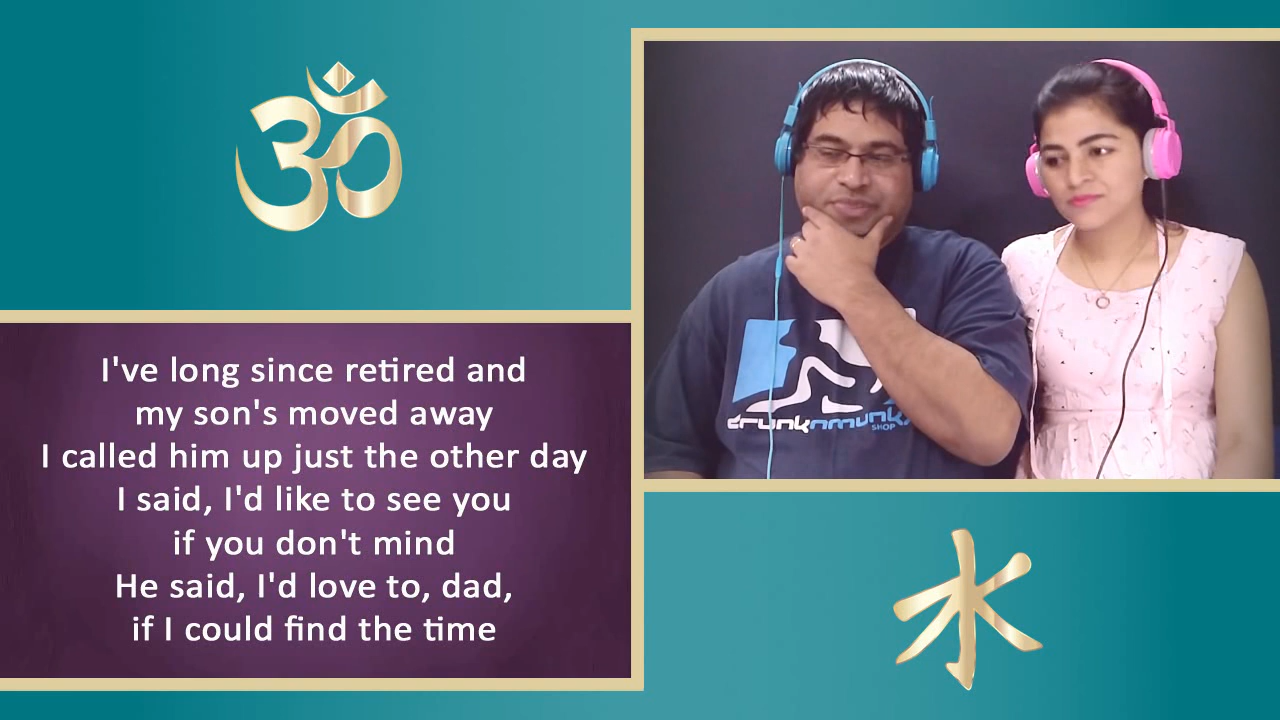 ॐ
I've long since retired and
my son's moved away
I called him up just the other day
I said, I'd like to see you
if you don't mind
He said, I'd love to, dad,
if I could find the time
drunknmunky
SHOP
水